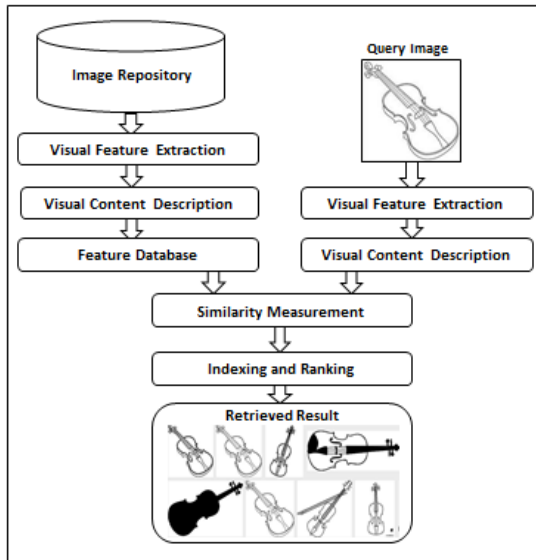 Image Repository
Query Image
Visual Feature Extraction
Visual Content Description
Feature Database
Visual Feature Extraction
Visual Content Description
Similarity Measurement
Indexing and Ranking
Retrieved Result